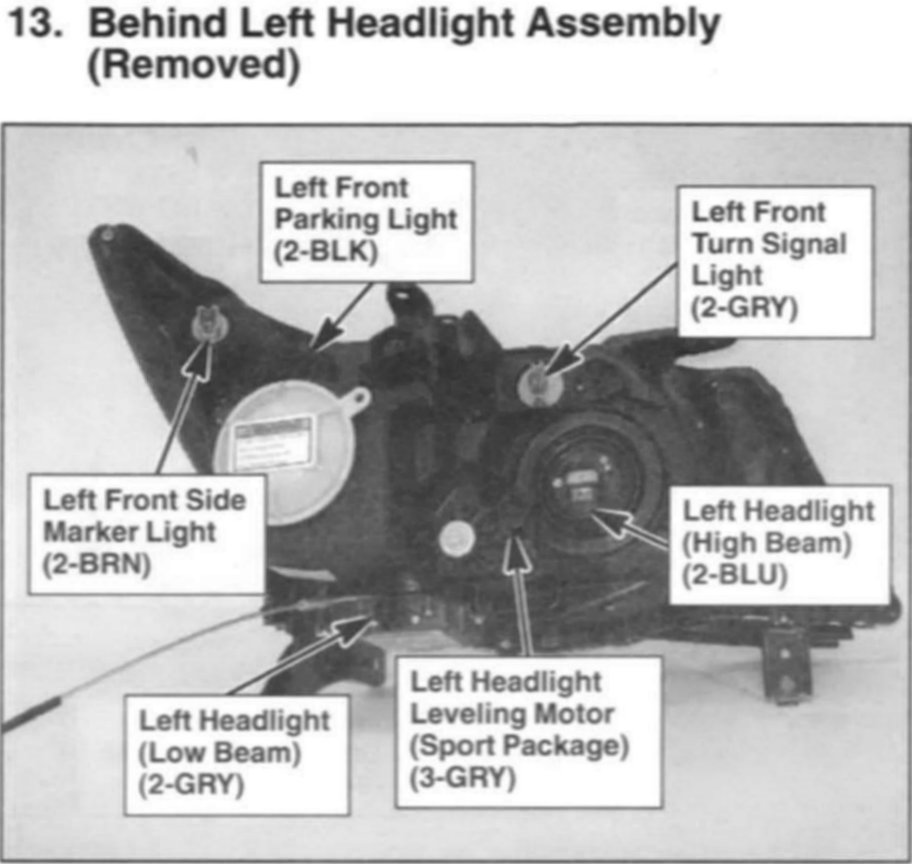 13. Behind Left Headlight Assembly
(Removed)
Left Front
Parking Light
(2-BLK)
Left Front
Turn Signal
Light
(2-GRY)
Left Front Side
Marker Light
(2-BRN)
Left Headlight
(High Beam)
(2-BLU)
Left Headlight
(Low Beam)
(2-GRY)
Left Headlight
Leveling Motor
(Sport Package)
(3-GRY)